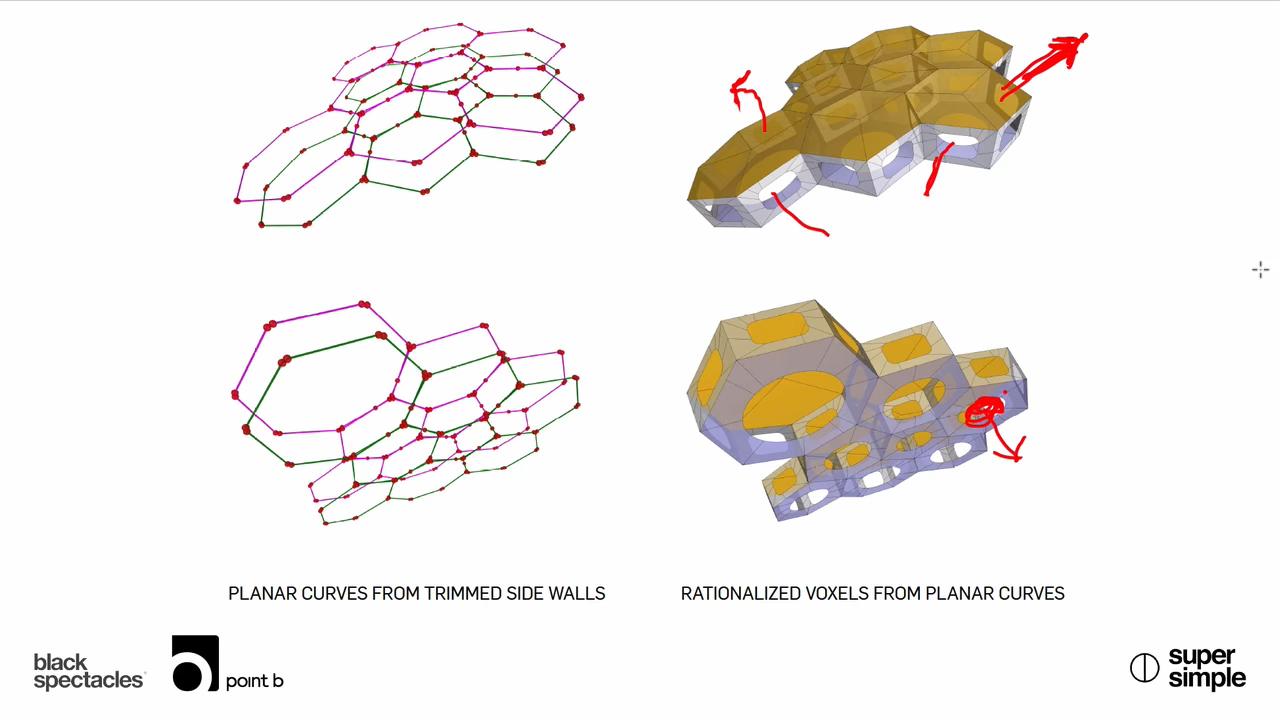 PLANAR CURVES FROM TRIMMED SIDE WALLS
RATIONALIZED VOXELS FROM PLANAR CURVES
black
spectacles
point b
super
simple